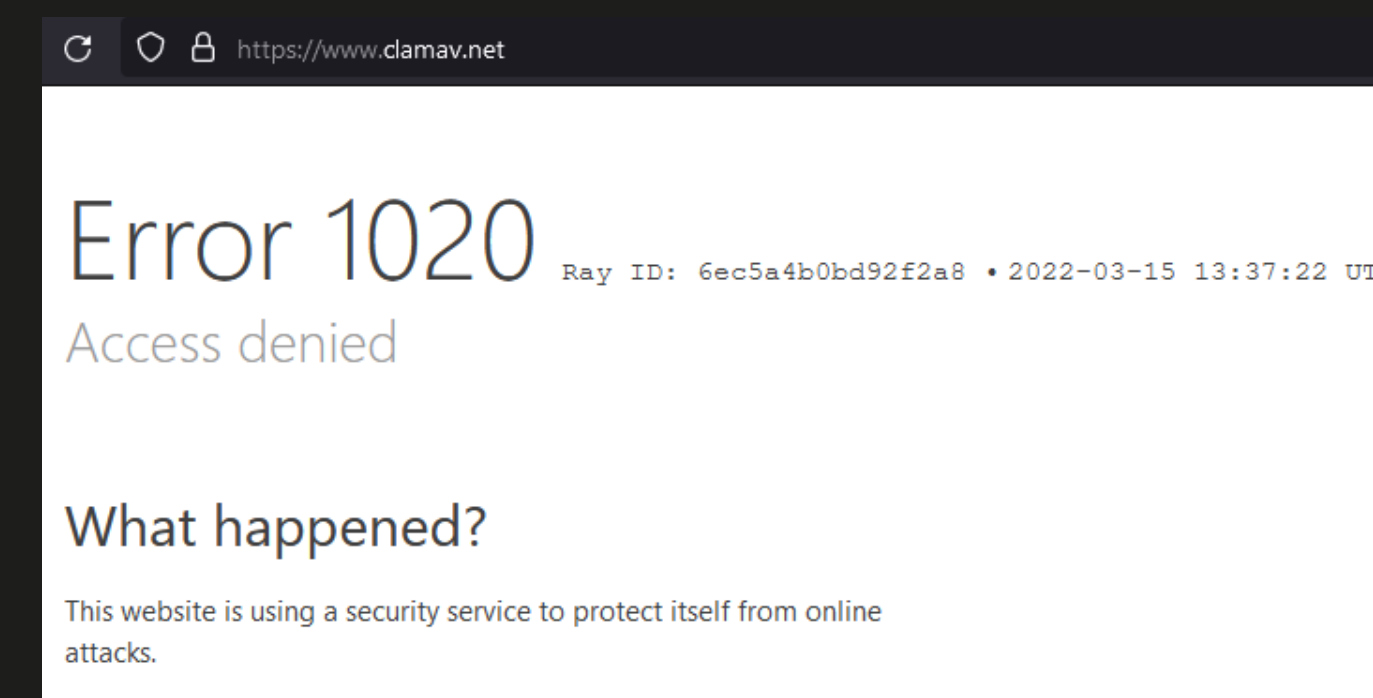 https://www.clamav.net
Error 1020 Ray ID: 6ec5a4b0bd92f2a8 • 2022-03-15 13:37:22 UT
Access denied
What happened?
This website is using a security service to protect itself from online
attacks.